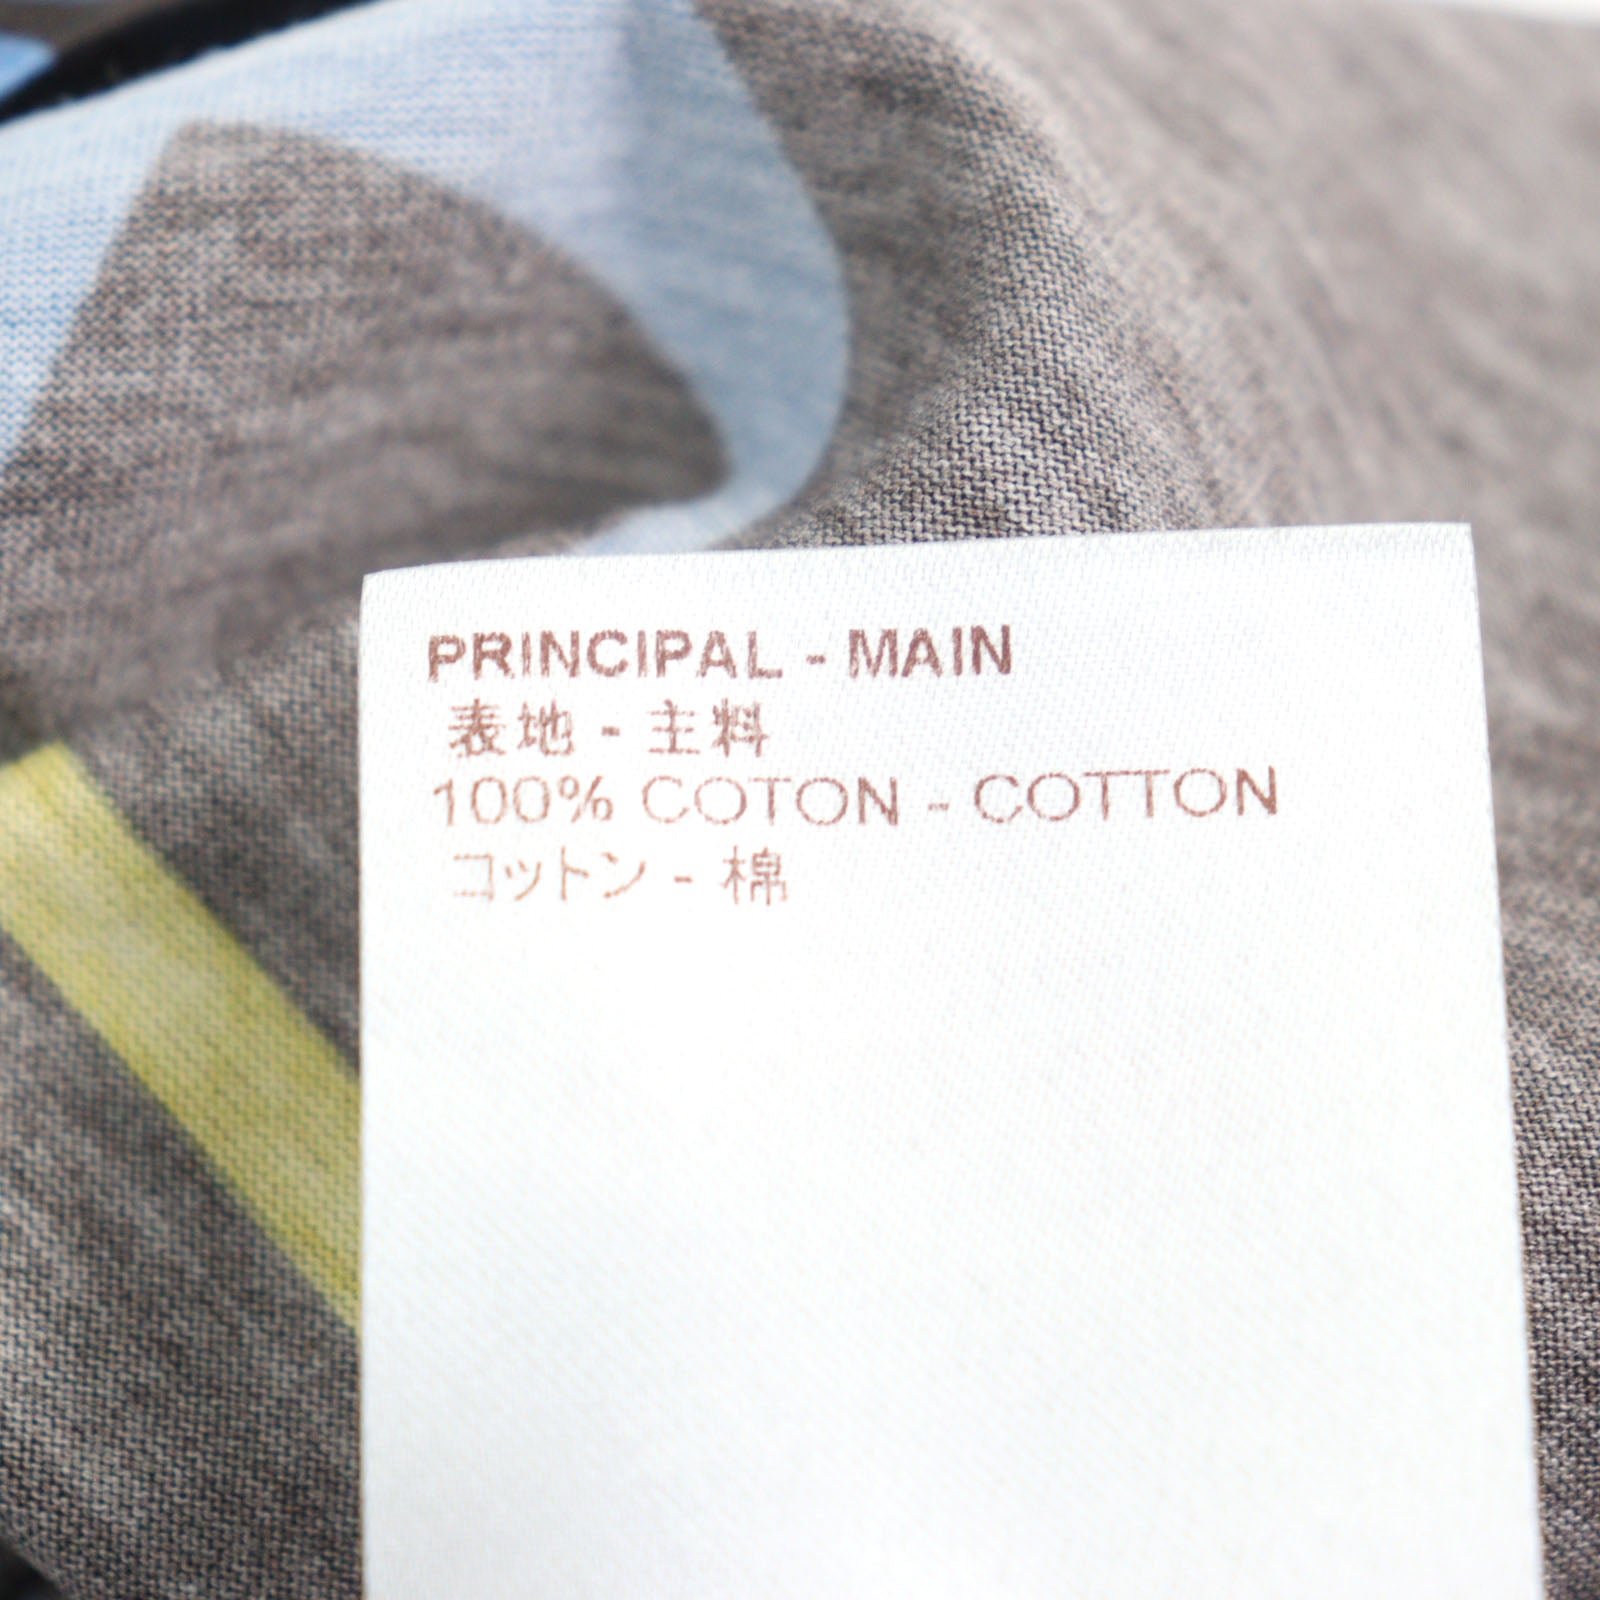 PRINCIPAL - MAIN
表地 - 主料
100% COTON - COTTON
コットン - 棉